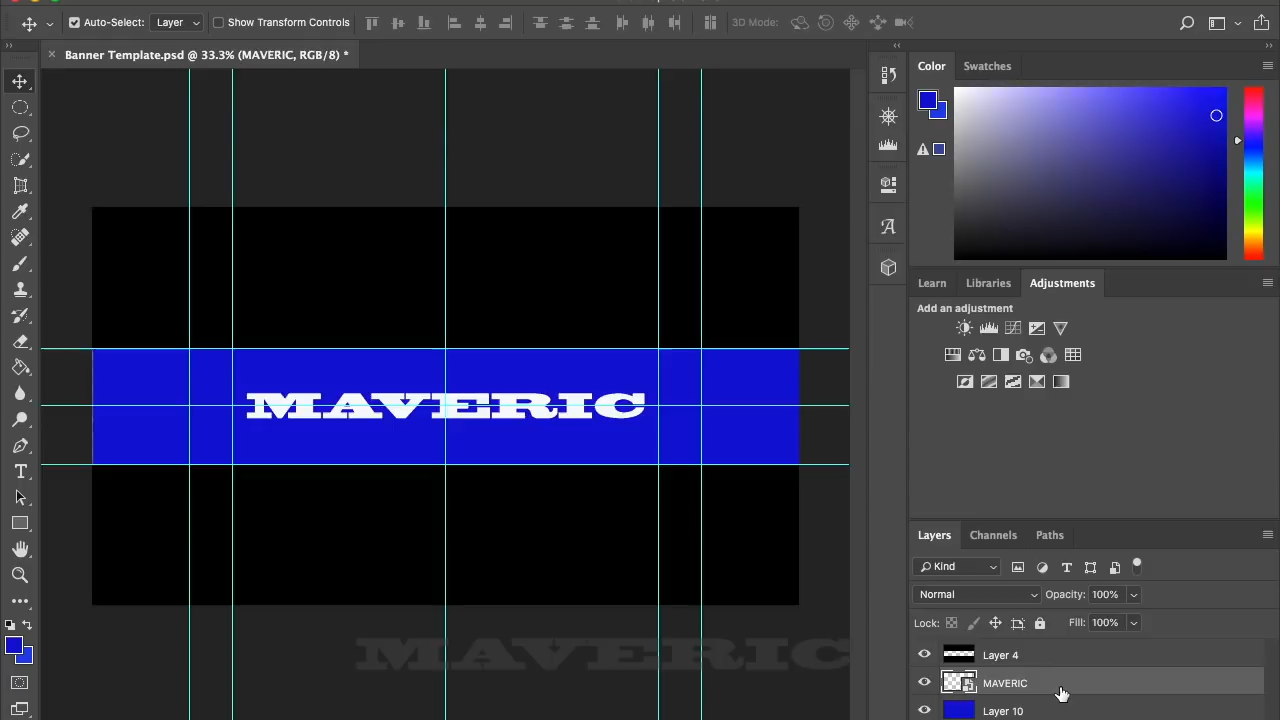 Auto-Select: Layer Show Transform Controls 3D Mode:
Banner Template.psd @ 33.3% (MAVERIC, RGB/8) *
Color Swatches
Learn Libraries Adjustments
Add an adjustment
MAVERIC
Layers Channels Paths
Kind
Normal Opacity: 100%
Lock: Fill: 100%
Layer 4
MAVERIC
MAVERIC
Layer 10